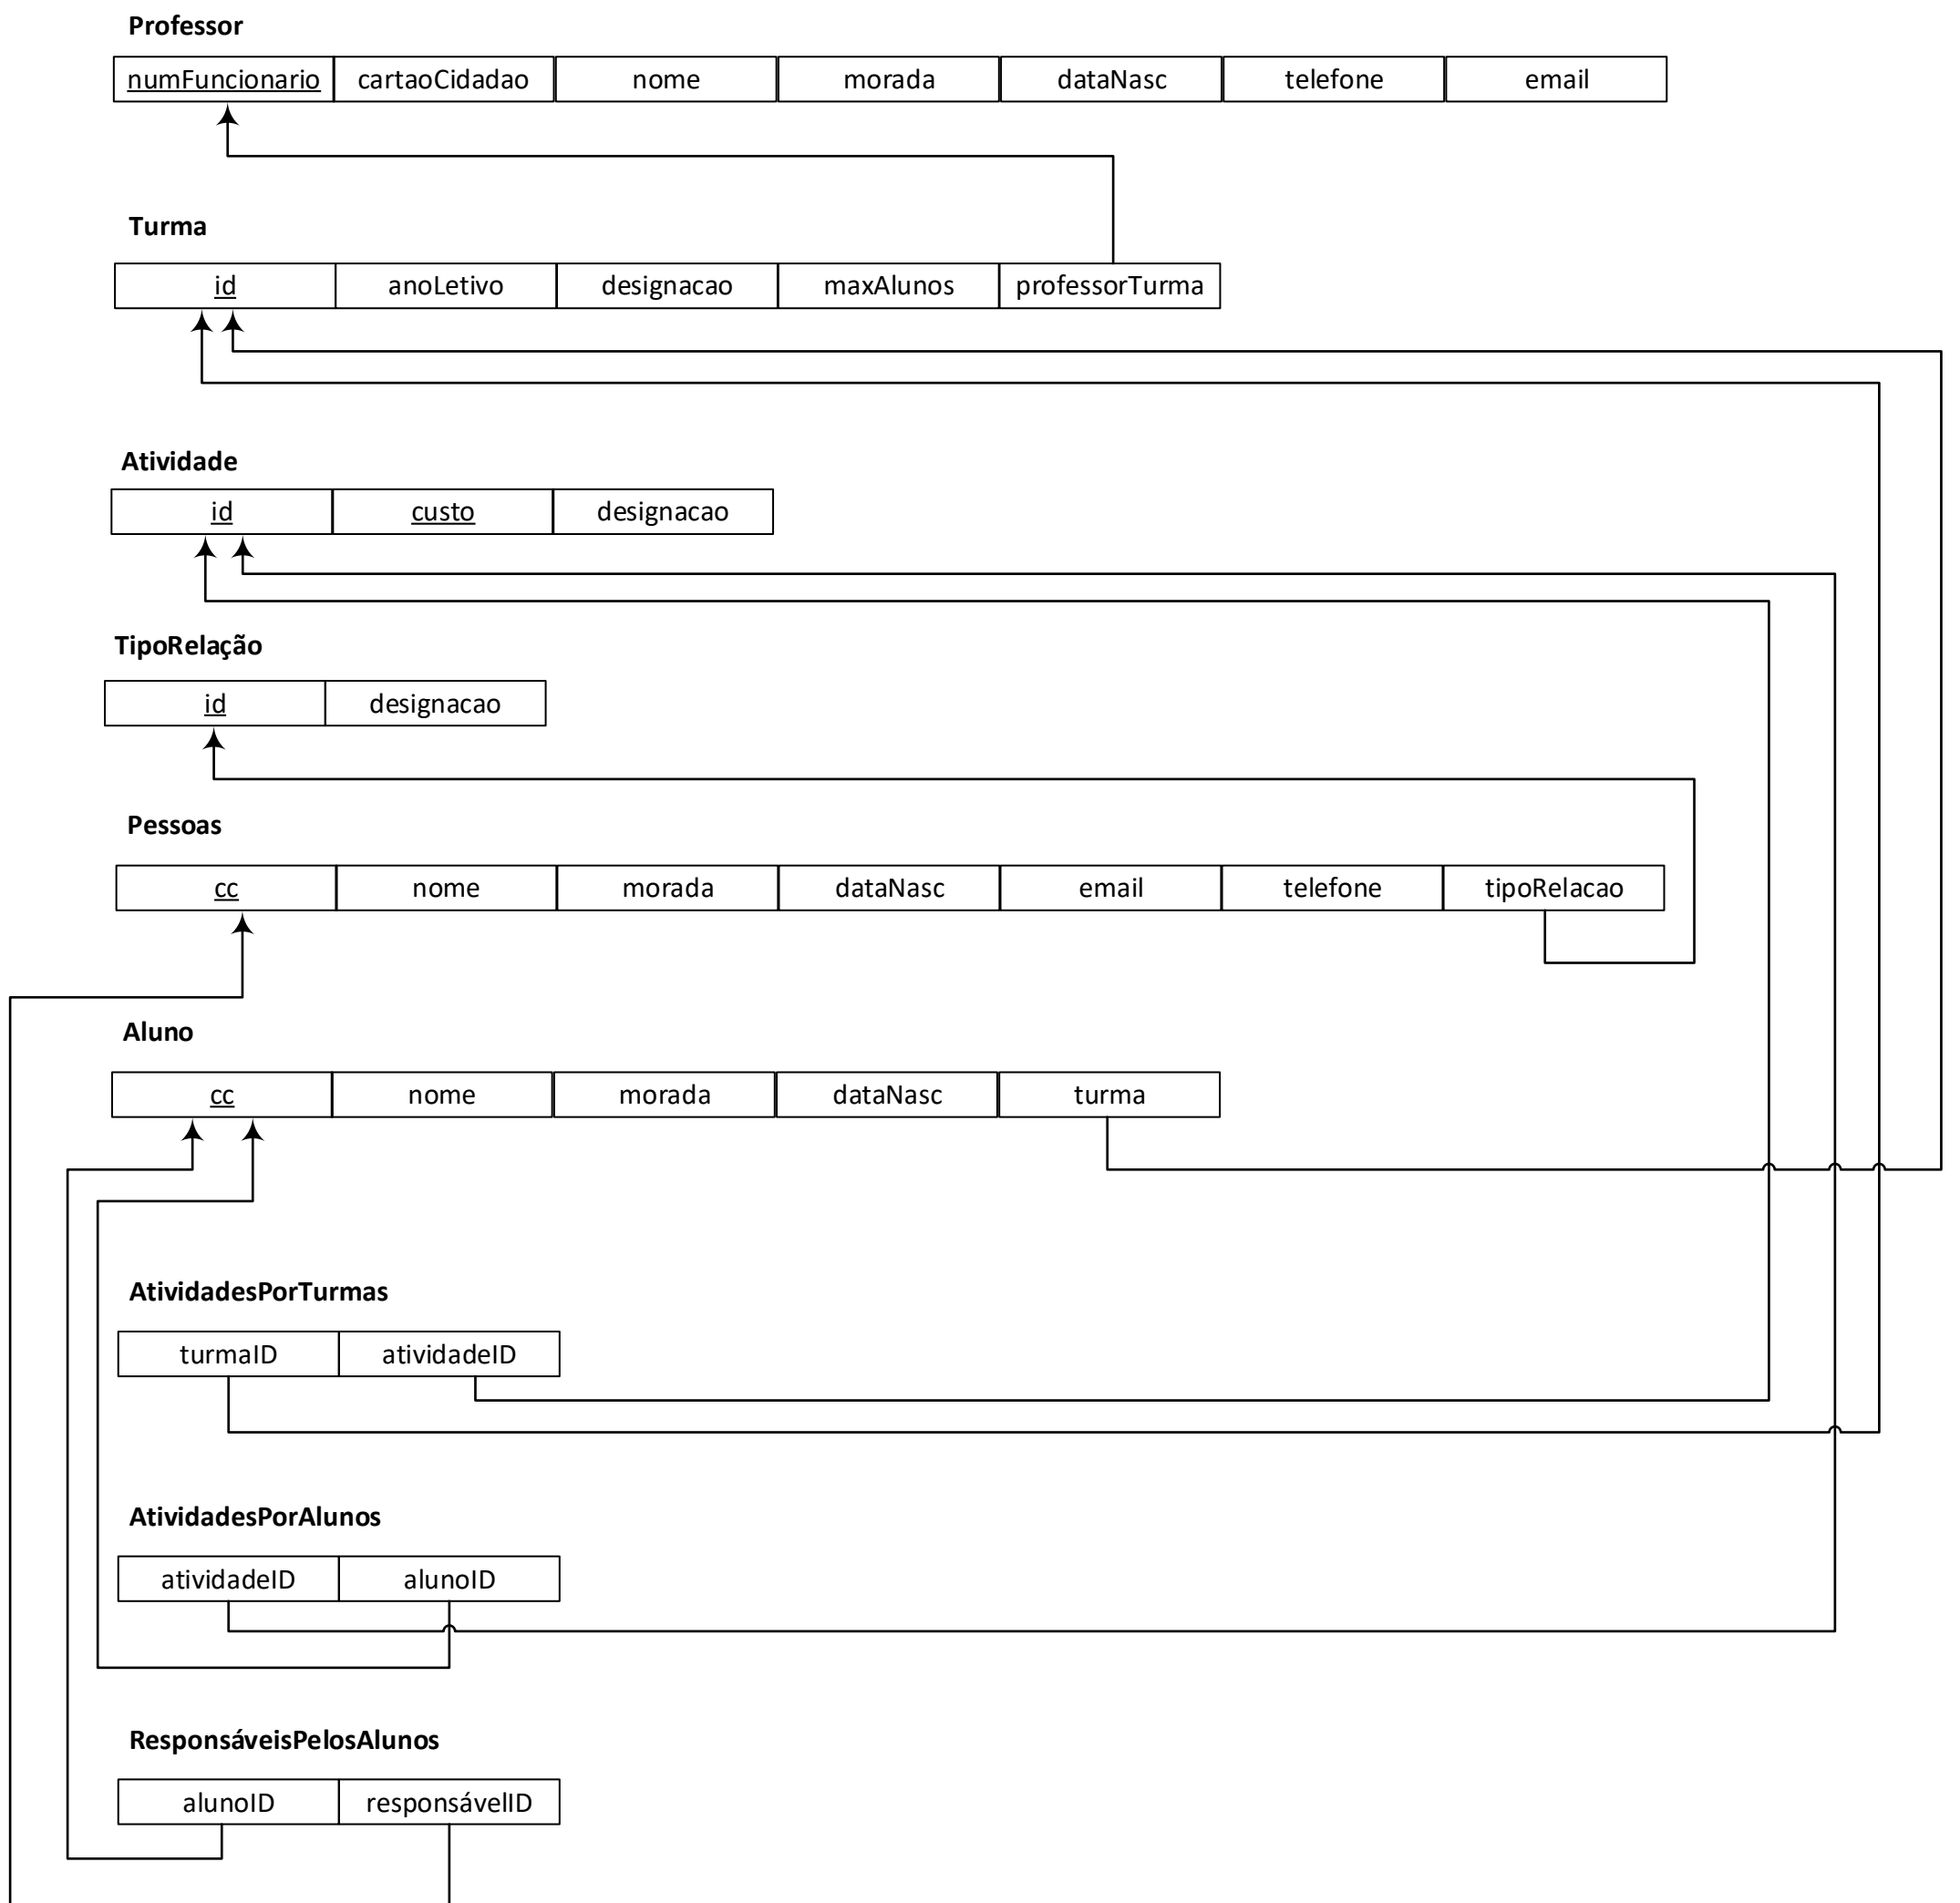 Professor
numFuncionario cartaoCidadao nome morada dataNasc telefone email
Turma
id anoLetivo designacao maxAlunos professorTurma
Atividade
id custo designacao
TipoRelação
id designacao
Pessoas
cc nome morada dataNasc email telefone tipoRelacao
Aluno
cc nome morada dataNasc turma
AtividadesPorTurmas
turmaID atividadeID
AtividadesPorAlunos
atividadeID alunoID
ResponsáveisPelosAlunos
alunoID responsávelID